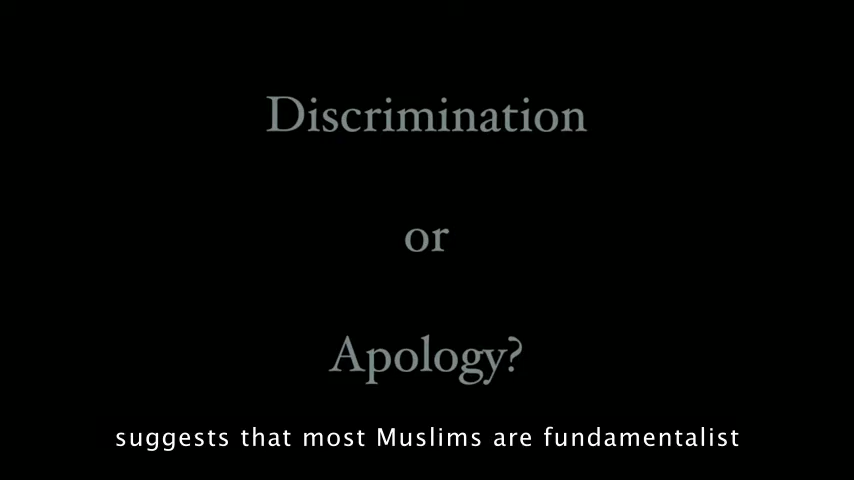 Discrimination
or
Apology?
suggests that most Muslims are fundamentalist